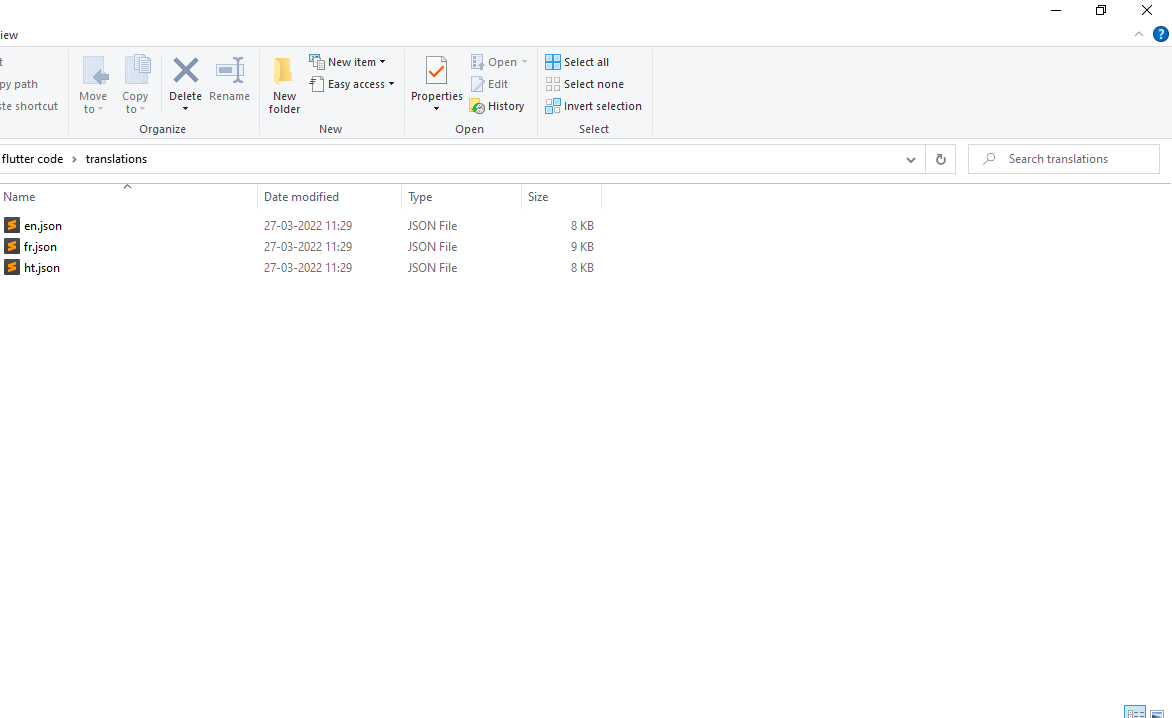 iew
?
t
py path
ste shortcut
Move to
Copy to
Delete
Rename
Organize
New folder
New item
Easy access
New
Properties
Open
Edit
History
Open
Select all
Select none
Invert selection
Select
flutter code > translations
Search translations
Name Date modified Type Size
en.json 27-03-2022 11:29 JSON File 8 KB
fr.json 27-03-2022 11:29 JSON File 9 KB
ht.json 27-03-2022 11:29 JSON File 8 KB